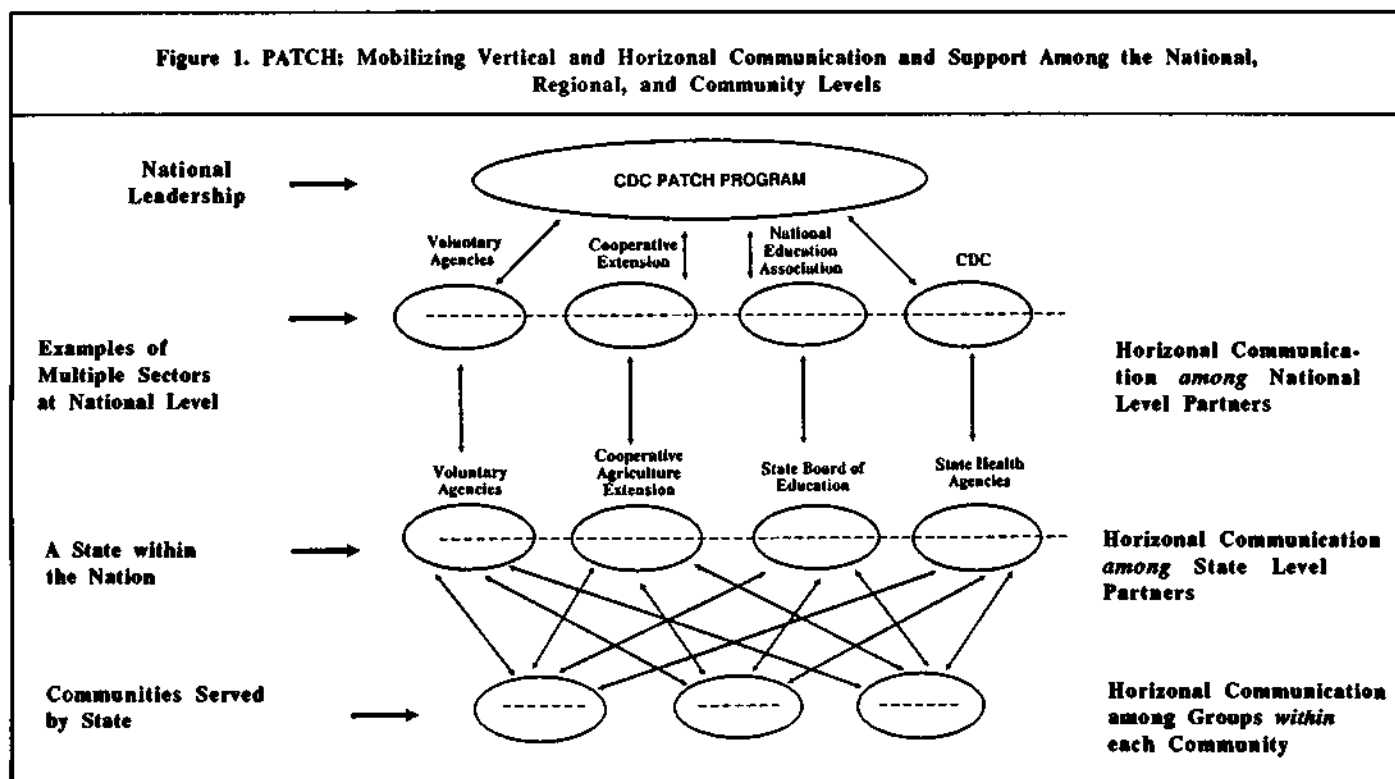 Figure 1. PATCH: Mobilizing Vertical and Horizonal Communication and Support Among the National,
Regional, and Community Levels
National
Leadership
CDC PATCH PROGRAM
Voluntary
Agencies
Cooperative
Extension
National
Education
Association
CDC
Examples of
Multiple Sectors
at National Level
Horizonal Communica-
tion among National
Level Partners
Voluntary
Agencies
Cooperative
Agriculture
Extension
State Board of
Education
State Health
Agencies
A State within
the Nation
Horizonal Communication
among State Level
Partners
Communities Served
by State
Horizonal Communication
among Groups within
each Community